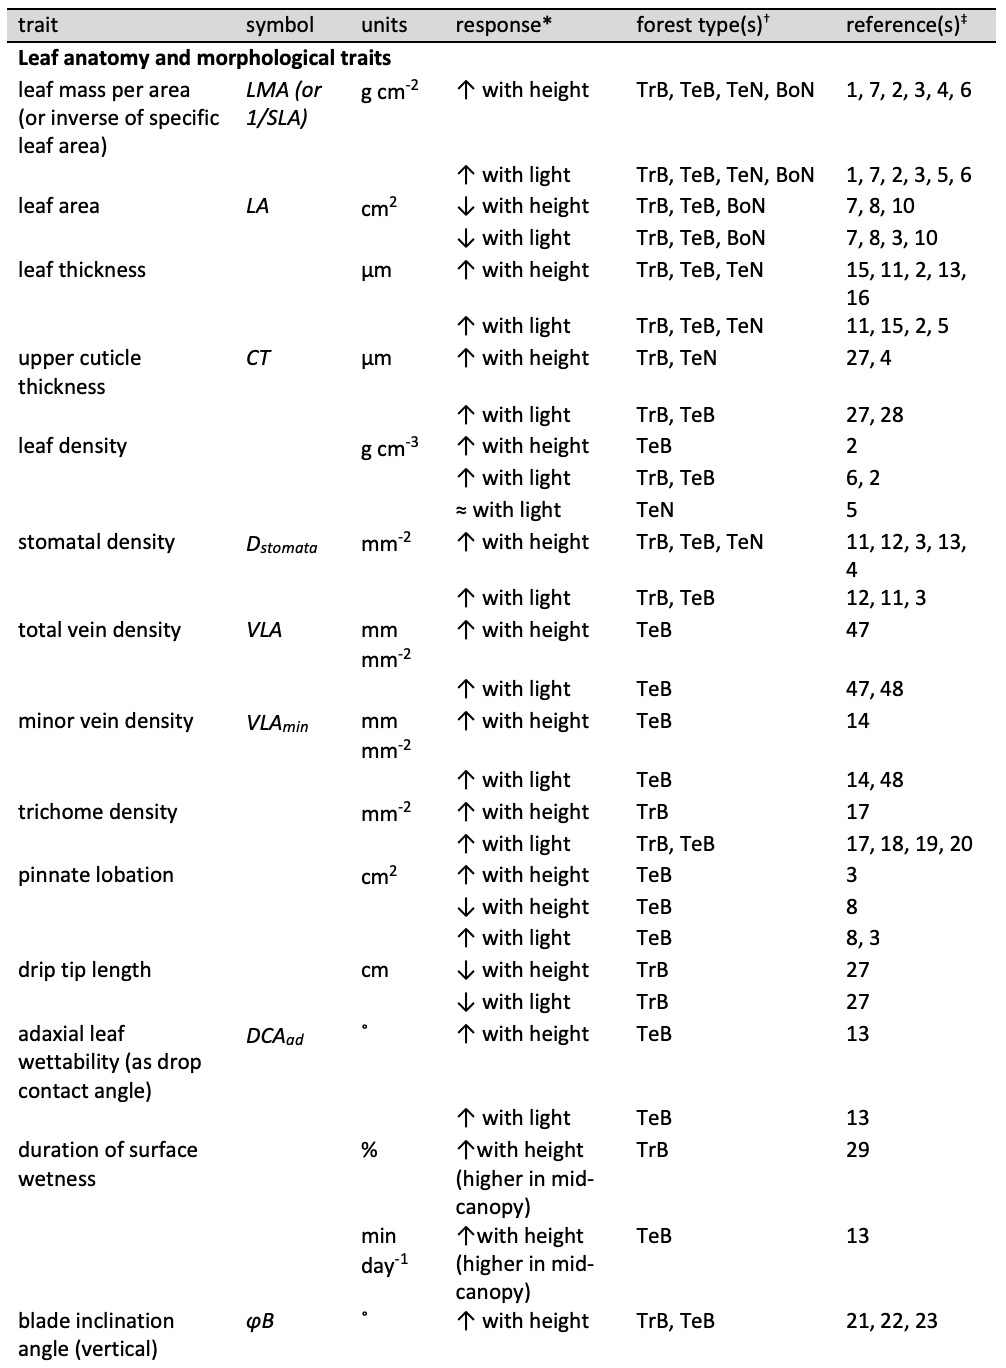 trait symbol units response* forest type(s)† reference(s)‡
Leaf anatomy and morphological traits
leaf mass per area LMA (or g cm-2 ↑ with height TrB, TeB, TeN, BoN 1, 7, 2, 3, 4, 6
(or inverse of specific 1/SLA)
leaf area)
↑ with light TrB, TeB, TeN, BoN 1, 7, 2, 3, 5, 6
leaf area LA cm2 ↓ with height TrB, TeB, BoN 7, 8, 10
↓ with light TrB, TeB, BoN 7, 8, 3, 10
leaf thickness µm ↑ with height TrB, TeB, TeN 15, 11, 2, 13,
16
↑ with light TrB, TeB, TeN 11, 15, 2, 5
upper cuticle CT µm ↑ with height TrB, TeN 27, 4
thickness
↑ with light TrB, TeB 27, 28
leaf density g cm-3 ↑ with height TeB 2
↑ with light TrB, TeB 6, 2
≈ with light TeN 5
stomatal density Dstomata mm-2 ↑ with height TrB, TeB, TeN 11, 12, 3, 13,
4
↑ with light TrB, TeB 12, 11, 3
total vein density VLA mm ↑ with height TeB 47
mm-2
↑ with light TeB 47, 48
minor vein density VLAmin mm ↑ with height TeB 14
mm-2
↑ with light TeB 14, 48
trichome density mm-2 ↑ with height TrB 17
↑ with light TrB, TeB 17, 18, 19, 20
pinnate lobation cm2 ↑ with height TeB 3
↓ with height TeB 8
↑ with light TeB 8, 3
drip tip length cm ↓ with height TrB 27
↓ with light TrB 27
adaxial leaf DCAad ° ↑ with height TeB 13
wettability (as drop
contact angle)
↑ with light TeB 13
duration of surface % ↑with height TrB 29
wetness (higher in mid-
canopy)
min ↑with height TeB 13
day-1 (higher in mid-
canopy)
blade inclination φB ° ↑ with height TrB, TeB 21, 22, 23
angle (vertical)